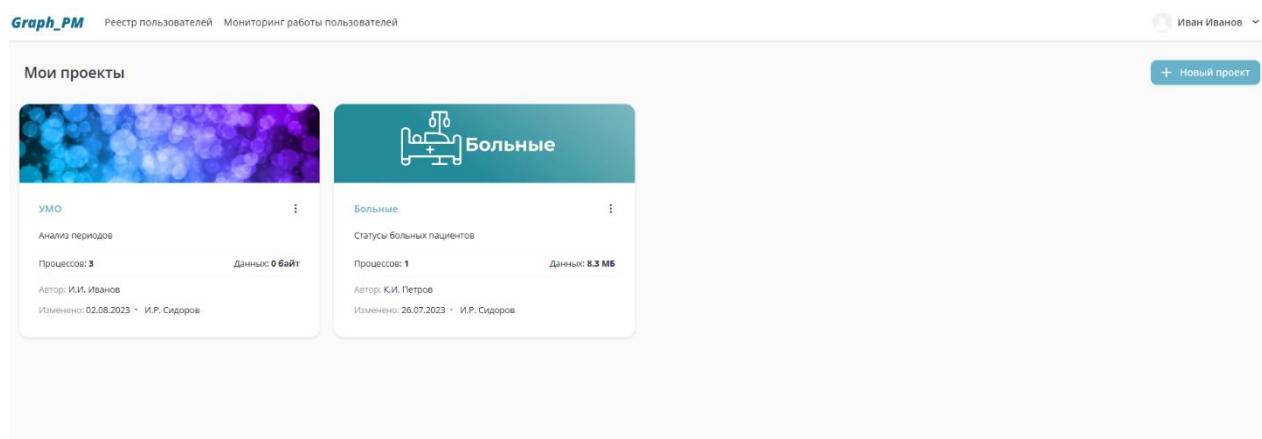 Graph_PM Реестр пользователей Мониторинг работы пользователей Иван Иванов
Мои проекты + Новый проект
Больные
УМО
Анализ периодов
Процессов: 3 Данных: 0 байт
Автор: И.И. Иванов
Изменено: 02.08.2023 • И.Р. Сидоров
Больные
Статусы больных пациентов
Процессов: 1 Данных: 8.3 МБ
Автор: К.И. Петров
Изменено: 26.07.2023 • И.Р. Сидоров